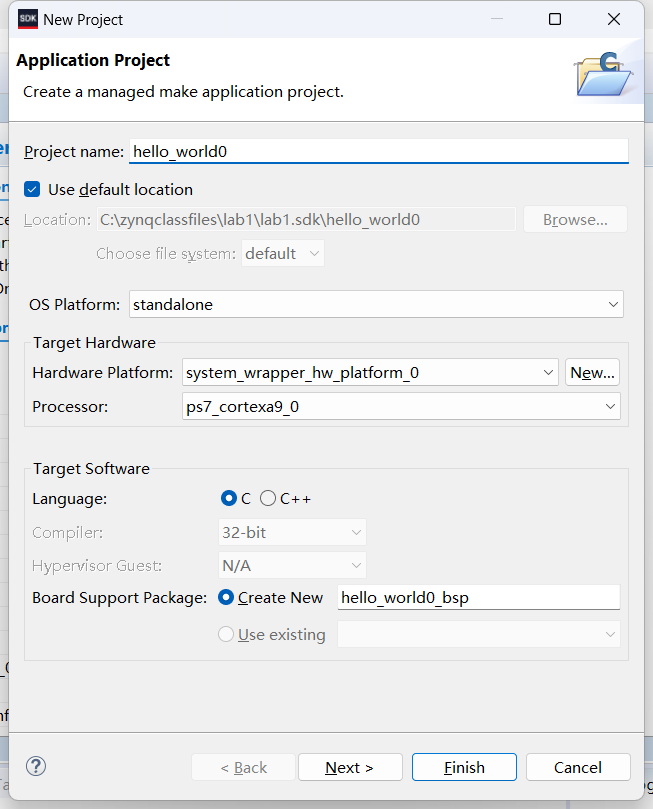 SDK New Project
Application Project
Create a managed make application project.
C
Project name: hello_world0
Use default location
Location: C:\zynqclassfiles\lab1\lab1.sdk\hello_world0 Browse...
Choose file system: default
OS Platform: standalone
Target Hardware
Hardware Platform: system_wrapper_hw_platform_0 New...
Processor: ps7_cortexa9_0
Target Software
Language: C C++
Compiler: 32-bit
Hypervisor Guest: N/A
Board Support Package: Create New hello_world0_bsp
Use existing
? < Back Next > Finish Cancel